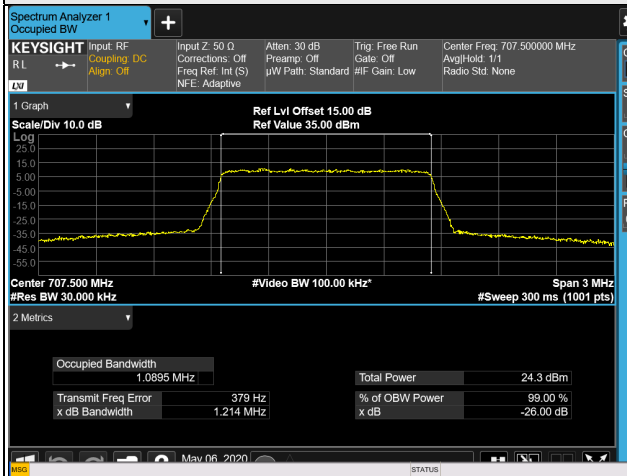 Spectrum Analyzer 1
Occupied BW
KEYSIGHT
RL
LXI
Input: RF
Coupling: DC
Align: Off
Input Z: 50 Ω
Corrections: Off
Freq Ref: Int (S)
NFE: Adaptive
Atten: 30 dB
Preamp: Off
µW Path: Standard
Trig: Free Run
Gate: Off
#IF Gain: Low
Center Freq: 707.500000 MHz
Avg|Hold: 1/1
Radio Std: None
1 Graph
Scale/Div 10.0 dB
Ref Lvl Offset 15.00 dB
Ref Value 35.00 dBm
Log
25.0
15.0
5.00
-5.00
-15.0
-25.0
-35.0
-45.0
-55.0
Center 707.500 MHz
#Video BW 100.00 kHz*
Span 3 MHz
#Res BW 30.000 kHz
#Sweep 300 ms (1001 pts)
2 Metrics
Occupied Bandwidth
1.0895 MHz
Total Power 24.3 dBm
Transmit Freq Error 379 Hz
% of OBW Power 99.00 %
x dB Bandwidth 1.214 MHz
x dB -26.00 dB
May 06, 2020
MSG
STATUS